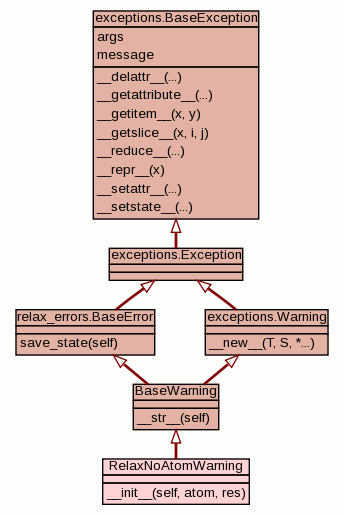 exceptions.BaseException
args
message
__delattr__(...)
__getattribute__(...)
__getitem__(x, y)
__getslice__(x, i, j)
__reduce__(...)
__repr__(x)
__setattr__(...)
__setstate__(...)
exceptions.Exception
relax_errors.BaseError
save_state(self)
exceptions.Warning
__new__(T, S, *...)
BaseWarning
__str__(self)
RelaxNoAtomWarning
__init__(self, atom, res)